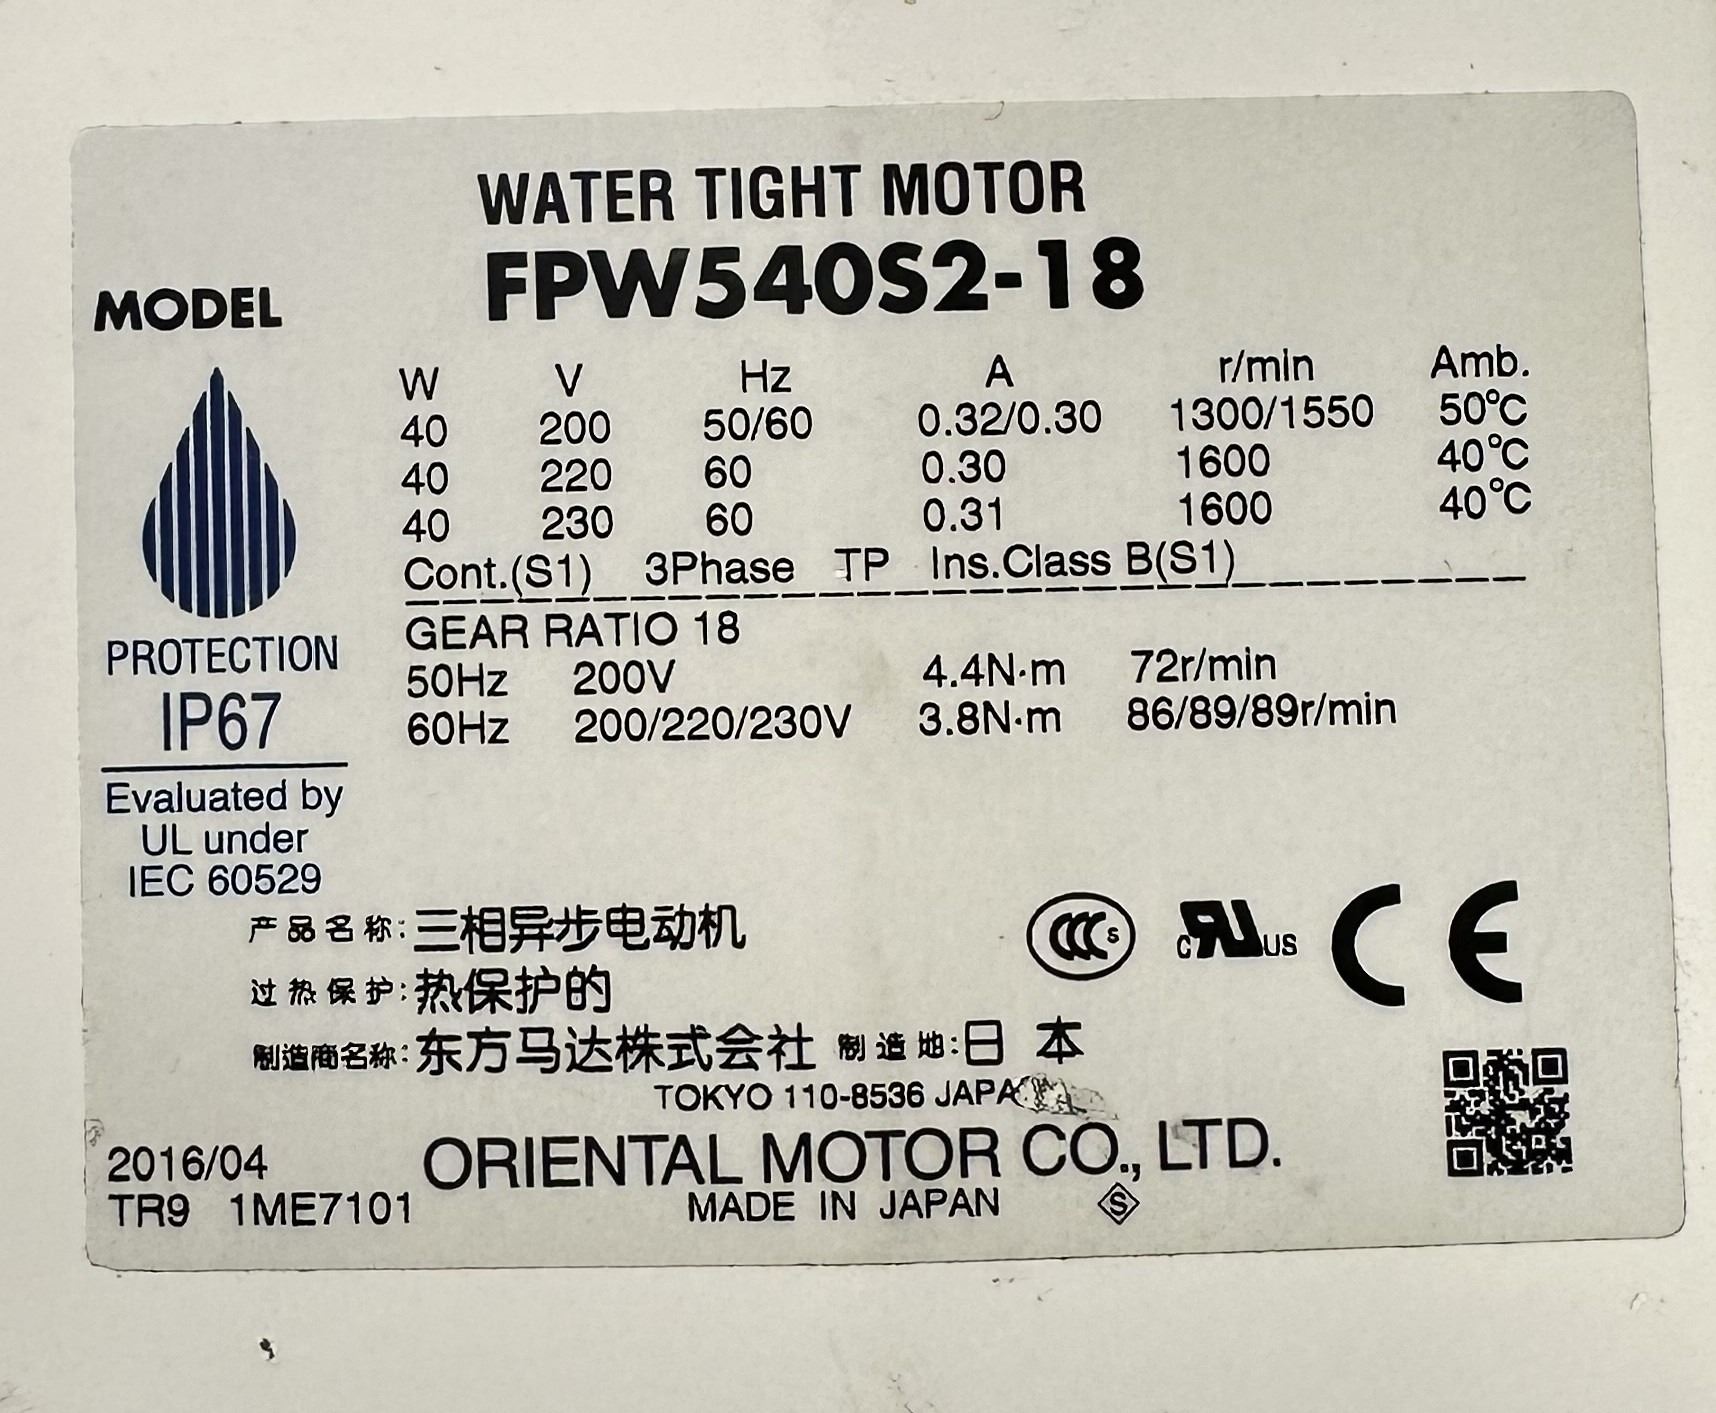 WATER TIGHT MOTOR
MODEL FPW540S2-18
W V Hz A r/min Amb.
40 200 50/60 0.32/0.30 1300/1550 50°C
40 220 60 0.30 1600 40°C
40 230 60 0.31 1600 40°C
Cont.(S1) 3Phase TP Ins.Class B(S1)
GEAR RATIO 18
50Hz 200V 4.4N·m 72r/min
60Hz 200/220/230V 3.8N·m 86/89/89r/min
PROTECTION
IP67
Evaluated by
UL under
IEC 60529
产品名称:三相异步电动机
过热保护:热保护的
制造商名称:东方马达株式会社 制造地:日本
CCC S c RU US CE
TOKYO 110-8536 JAPA
2016/04 ORIENTAL MOTOR CO., LTD.
TR9 1ME7101 MADE IN JAPAN S